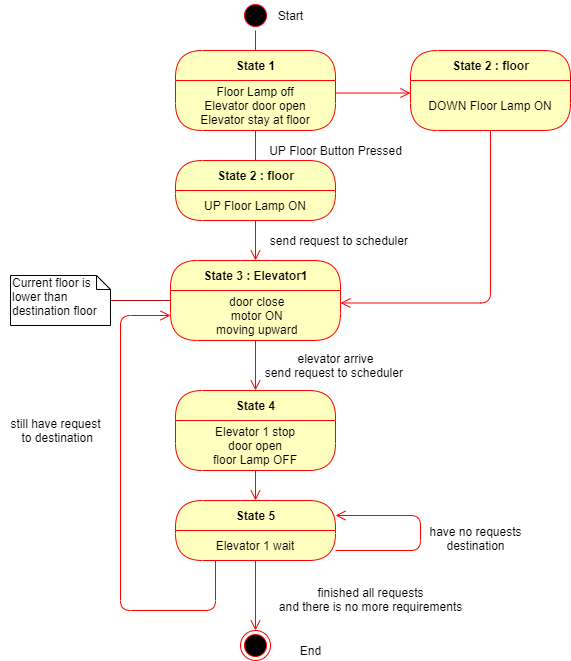 Start
State 1
Floor Lamp off
Elevator door open
Elevator stay at floor
State 2 : floor
DOWN Floor Lamp ON
UP Floor Button Pressed
State 2 : floor
UP Floor Lamp ON
send request to scheduler
Current floor is
lower than
destination floor
State 3 : Elevator1
door close
motor ON
moving upward
elevator arrive
send request to scheduler
still have request
to destination
State 4
Elevator 1 stop
door open
floor Lamp OFF
State 5
Elevator 1 wait
have no requests
destination
finished all requests
and there is no more requirements
End